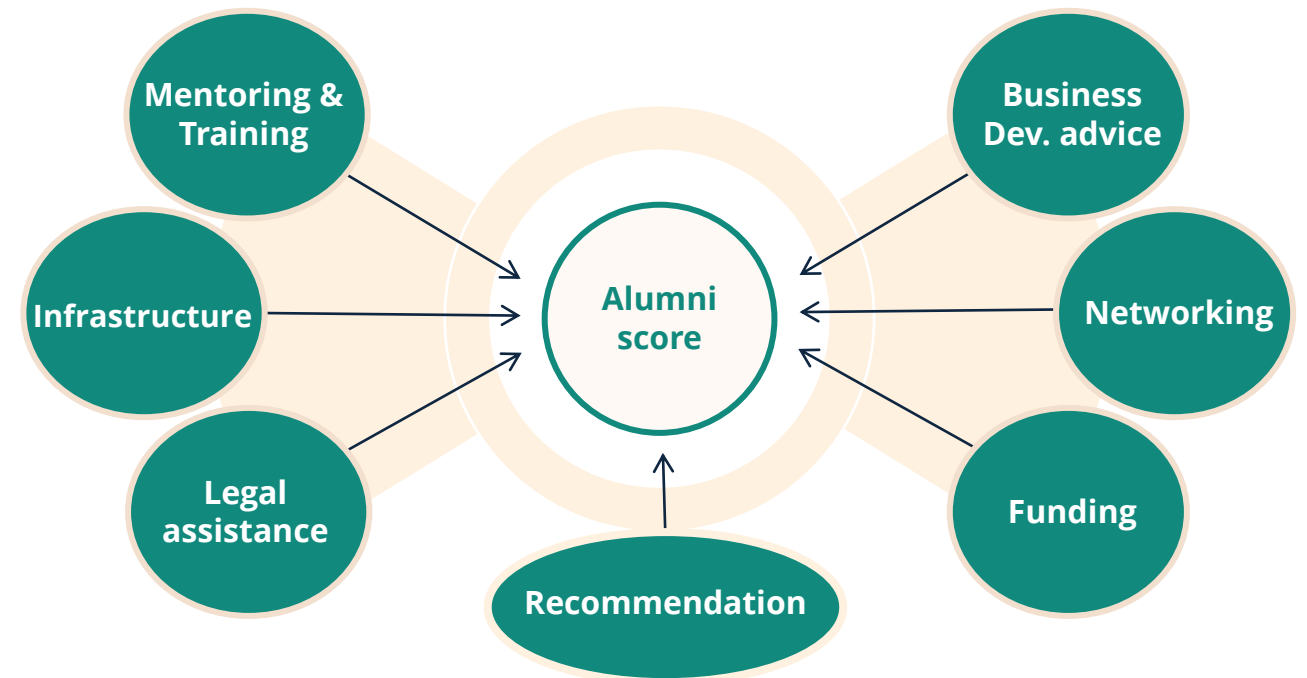 Mentoring &
Training
Business
Dev. advice
Infrastructure
Alumni
score
Networking
Legal
assistance
Funding
Recommendation